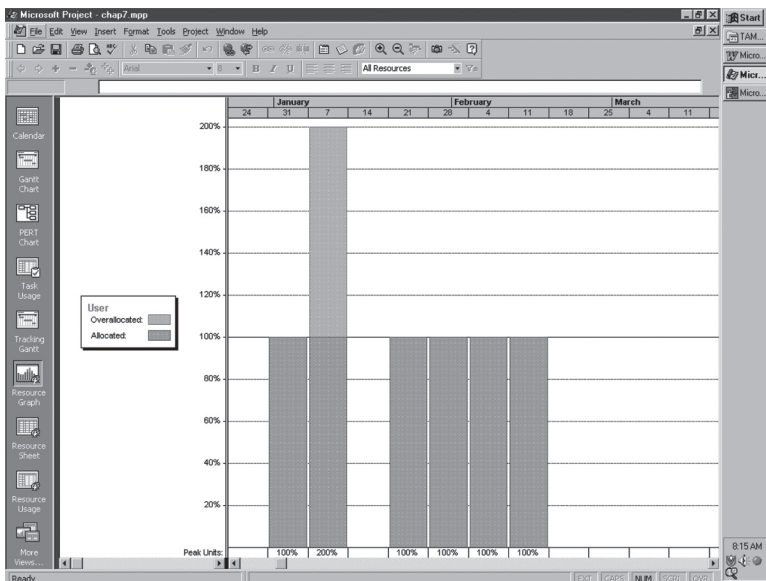 Microsoft Project - chap7.mpp
File Edit View Insert Format Tools Project Window Help
Arial 8 B I U All Resources
Calendar
Gantt Chart
PERT Chart
Task Usage
Tracking Gantt
Resource Graph
Resource Sheet
Resource Usage
More Views...
January February March
24 31 7 14 21 28 4 11 18 25 4 11
200%
180%
160%
140%
120%
100%
80%
60%
40%
20%
User
Overallocated:
Allocated:
Peak Units: 100% 200% 100% 100% 100% 100%
Ready EXT CAPS NUM SCRL OVR
Start
TAM...
Micro...
Micr...
Micro...
8:15 AM